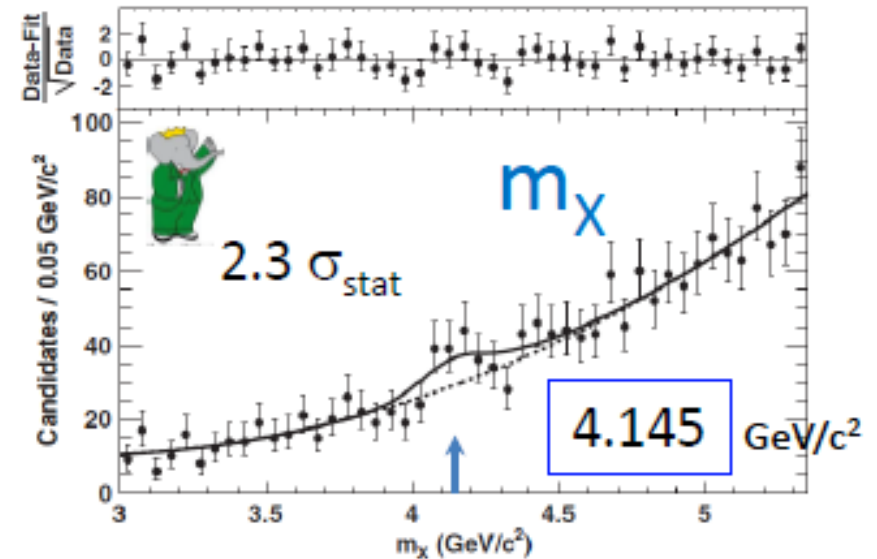 Data-Fit
√Data
2
0
-2
Candidates / 0.05 GeV/c²
100
80
60
40
20
0
m_X
2.3 σ_stat
4.145 GeV/c²
3 3.5 4 4.5 5
m_X (GeV/c²)